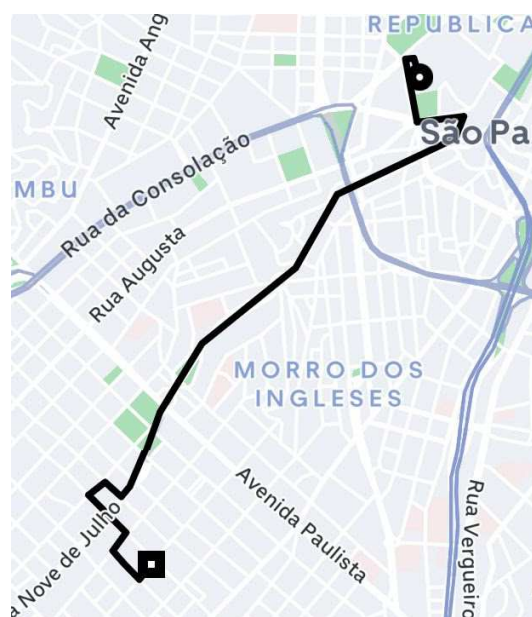 REPUBLICA
Avenida Ang
São Pa
Rua da Consolação
MBU
Rua Augusta
MORRO DOS
INGLESES
Avenida Paulista
a Nove de Julho
Rua Vergueiro